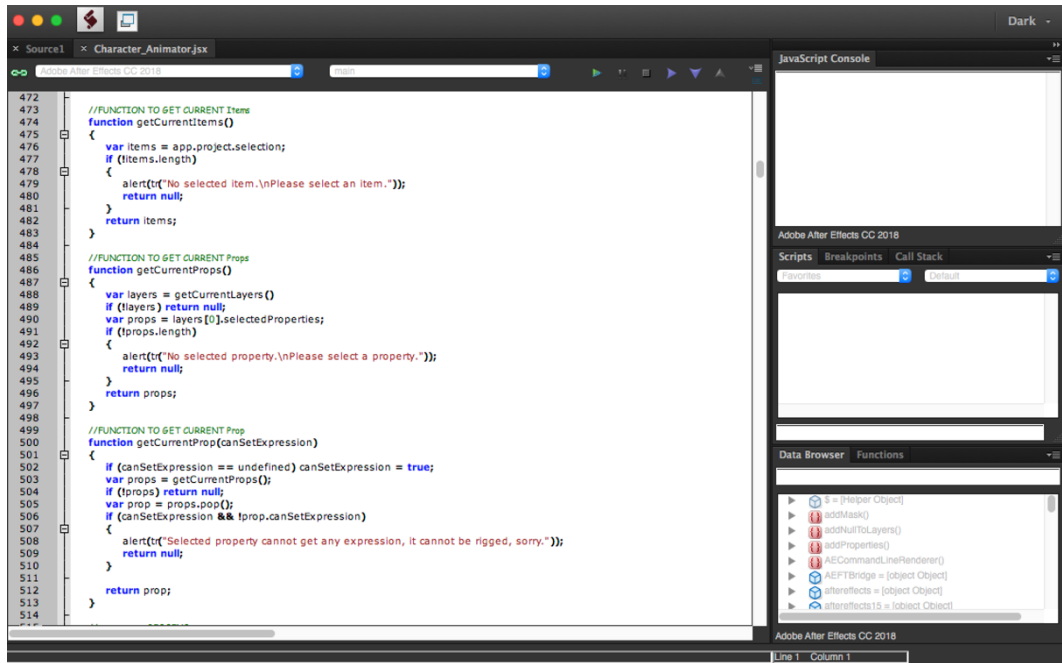 Dark
× Source1 × Character_Animator.jsx
Adobe After Effects CC 2018 main
472
473 //FUNCTION TO GET CURRENT Items
474 function getCurrentItems()
475 {
476 var items = app.project.selection;
477 if (!items.length)
478 {
479 alert(tr("No selected item.\nPlease select an item."));
480 return null;
481 }
482 return items;
483 }
484
485 //FUNCTION TO GET CURRENT Props
486 function getCurrentProps()
487 {
488 var layers = getCurrentLayers()
489 if (!layers) return null;
490 var props = layers[0].selectedProperties;
491 if (!props.length)
492 {
493 alert(tr("No selected property.\nPlease select a property."));
494 return null;
495 }
496 return props;
497 }
498
499 //FUNCTION TO GET CURRENT Prop
500 function getCurrentProp(canSetExpression)
501 {
502 if (canSetExpression == undefined) canSetExpression = true;
503 var props = getCurrentProps();
504 if (!props) return null;
505 var prop = props.pop();
506 if (canSetExpression && !prop.canSetExpression)
507 {
508 alert(tr("Selected property cannot get any expression, it cannot be rigged, sorry."));
509 return null;
510 }
511
512 return prop;
513 }
514
JavaScript Console
Adobe After Effects CC 2018
Scripts Breakpoints Call Stack
Favorites Default
Data Browser Functions
$ = [Helper Object]
addMask()
addNullToLayers()
addProperties()
AECommandLineRenderer()
AEFTBridge = [object Object]
aftereffects = [object Object]
aftereffects15 = [object Object]
Adobe After Effects CC 2018
Line 1 Column 1